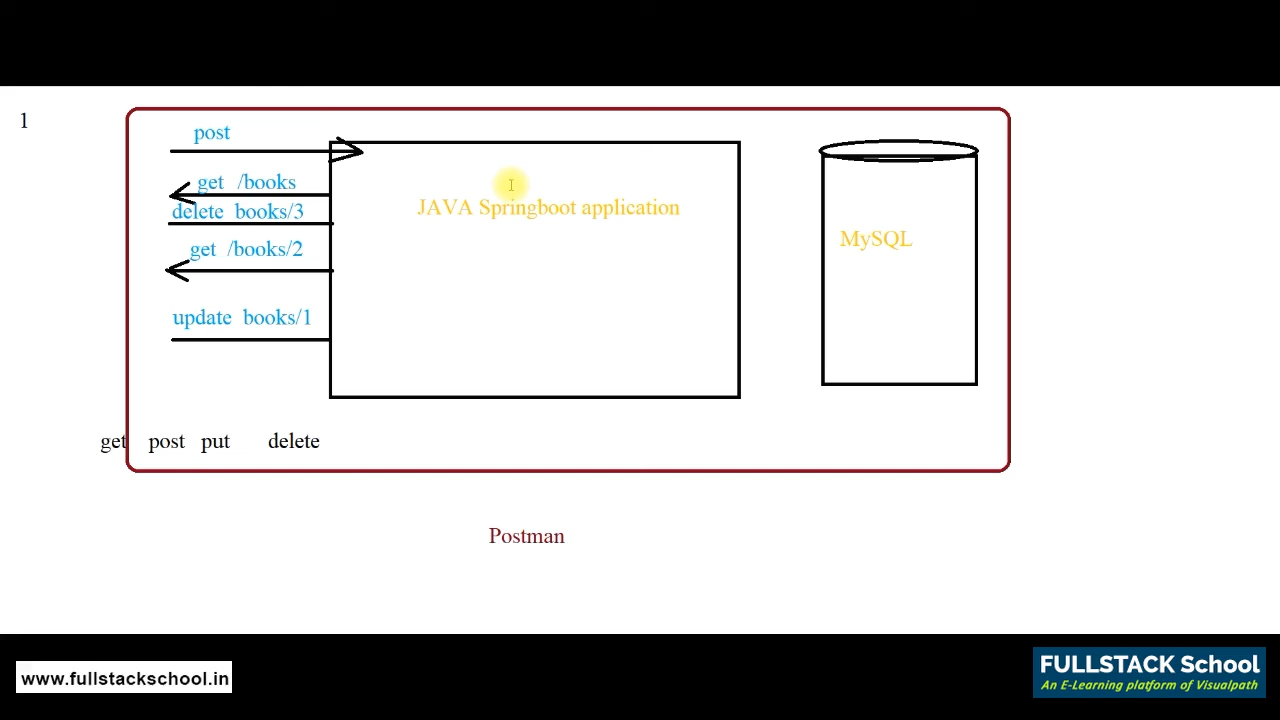 1
post
get /books
delete books/3
get /books/2
update books/1
JAVA Springboot application
MySQL
get post put delete
Postman
www.fullstackschool.in
FULLSTACK School
An E-Learning platform of Visualpath